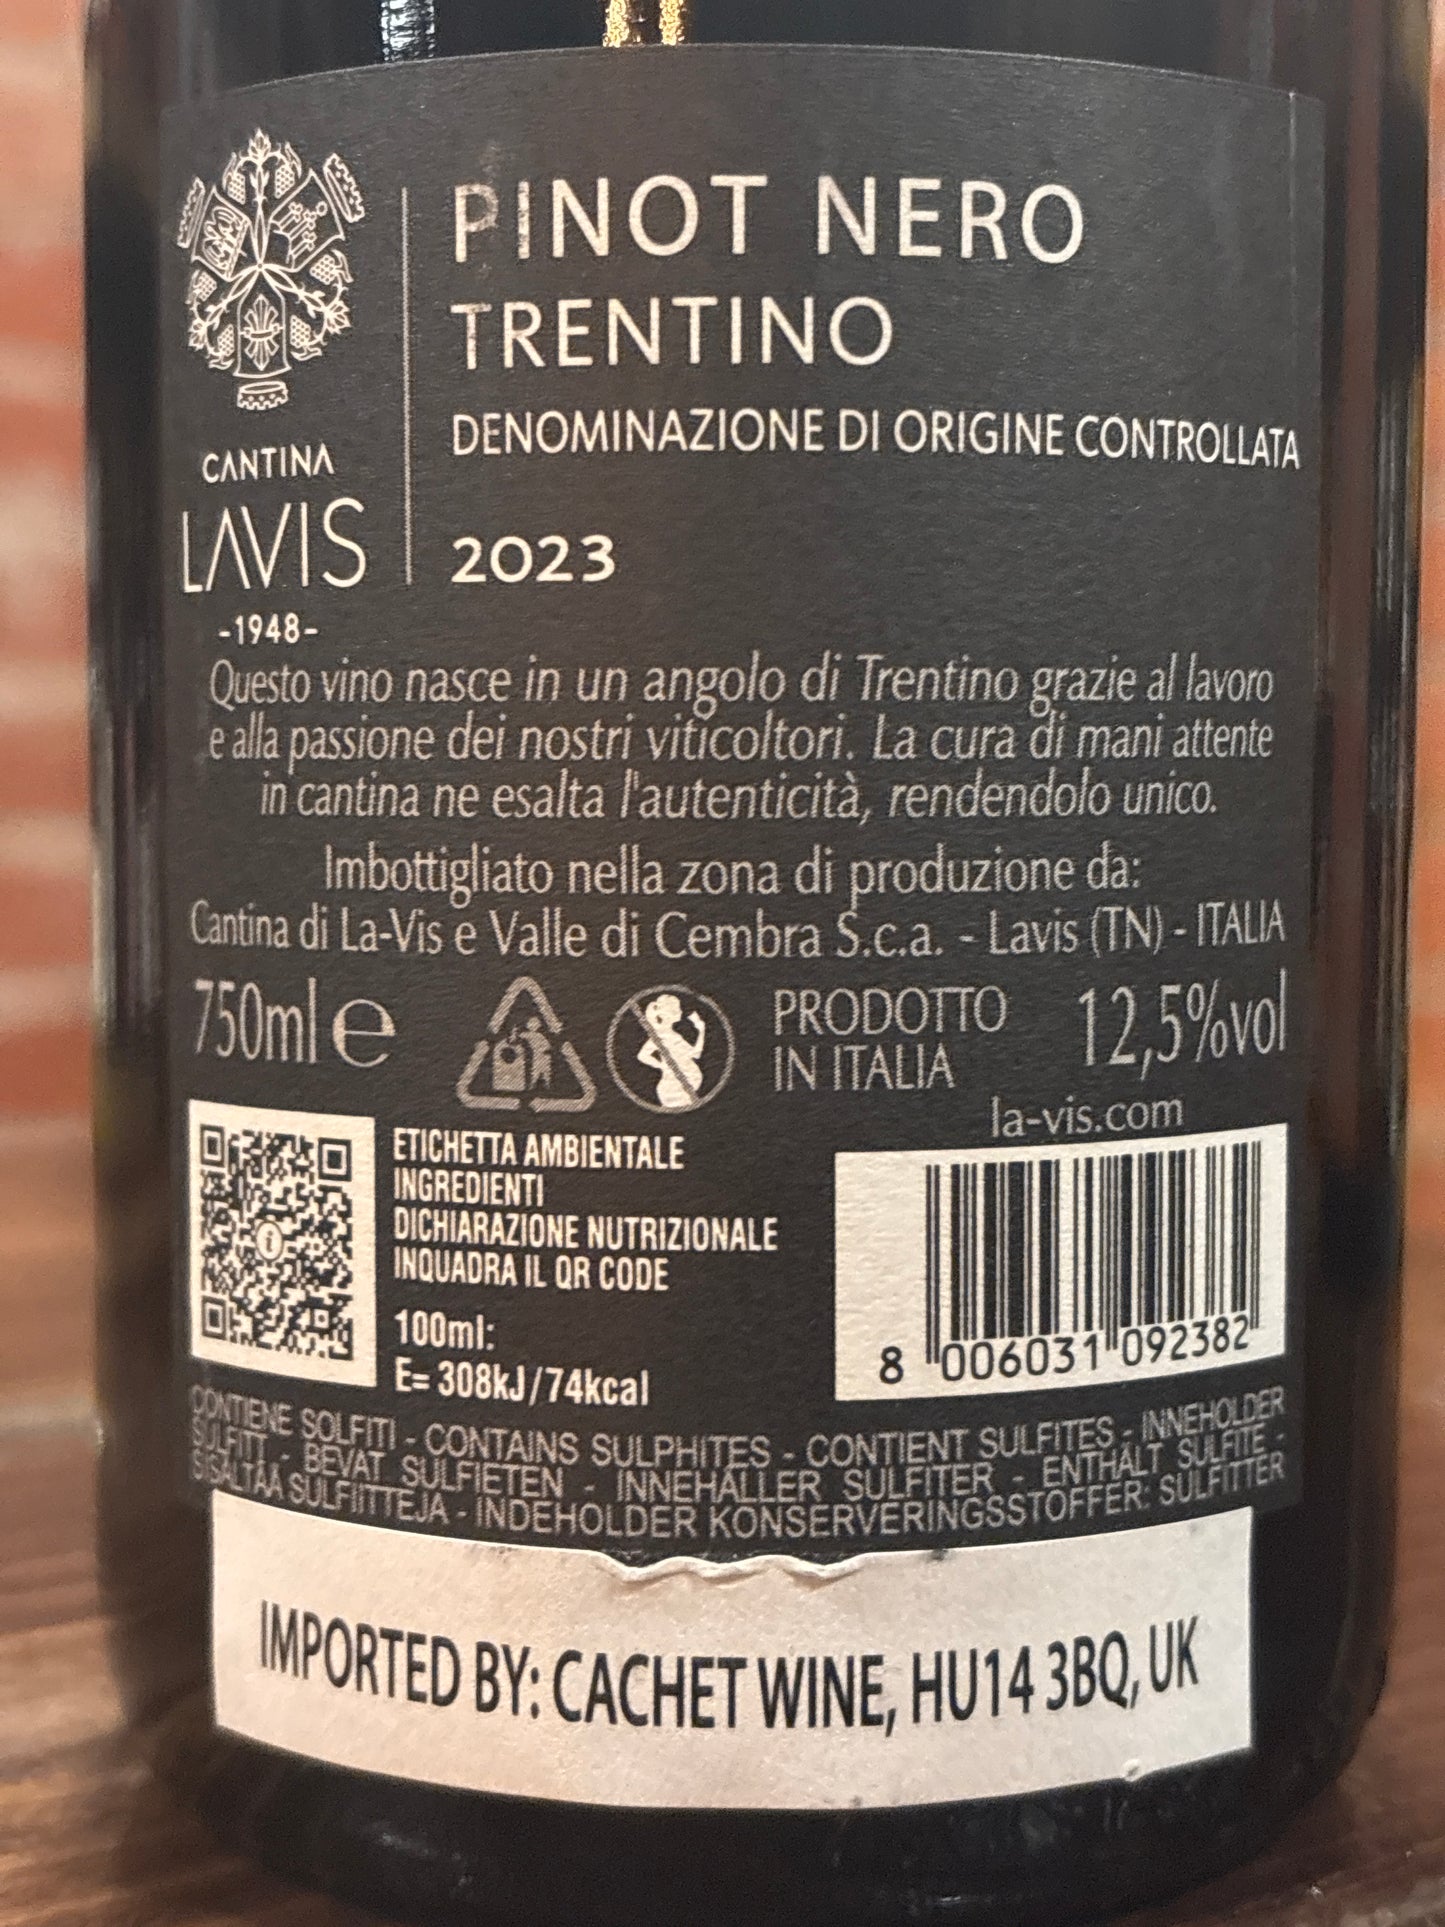 PINOT NERO
TRENTINO
DENOMINAZIONE DI ORIGINE CONTROLLATA
2023
CANTINA
LAVIS
-1948-
Questo vino nasce in un angolo di Trentino grazie al lavoro
e alla passione dei nostri viticoltori. La cura di mani attente
in cantina ne esalta l'autenticità, rendendolo unico.
Imbottigliato nella zona di produzione da:
Cantina di La-Vis e Valle di Cembra S.c.a. - Lavis (TN) - ITALIA
750ml e
PRODOTTO
IN ITALIA
12,5%vol
la-vis.com
ETICHETTA AMBIENTALE
INGREDIENTI
DICHIARAZIONE NUTRIZIONALE
INQUADRA IL QR CODE
100ml:
E= 308kJ/74kcal
8 006031 092382
CONTIENE SOLFITI - CONTAINS SULPHITES - CONTIENT SULFITES - INNEHOLDER
SULFITT - BEVAT SULFIETEN - INNEHÅLLER SULFITER - ENTHÄLT SULFITE -
SISÄLTÄÄ SULFIITTEJA - INDEHOLDER KONSERVERINGSSTOFFER: SULFITTER
IMPORTED BY: CACHET WINE, HU14 3BQ, UK